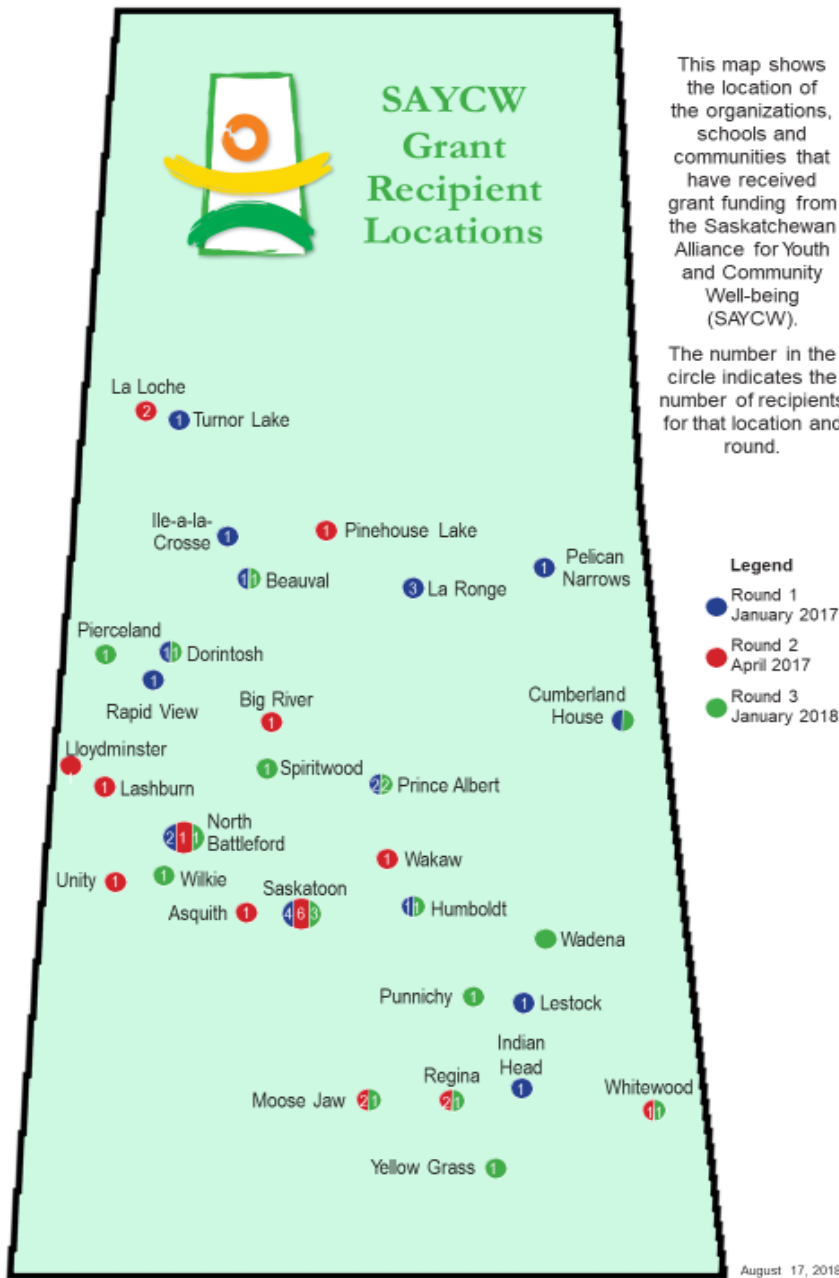 SAYCW
Grant
Recipient
Locations
This map shows
the location of
the organizations,
schools and
communities that
have received
grant funding from
the Saskatchewan
Alliance for Youth
and Community
Well-being
(SAYCW).
The number in the
circle indicates the
number of recipients
for that location and
round.
Legend
Round 1
January 2017
Round 2
April 2017
Round 3
January 2018
La Loche
2
1 Turnor Lake
Ile-a-la-
Crosse 1
1 Pinehouse Lake
1 1 Beauval
3 La Ronge
Pelican
1 Narrows
Pierceland
1
1 1 Dorintosh
1
Rapid View
Big River
1
Cumberland
House
Lloydminster
1 Lashburn
1 Spiritwood
2 2 Prince Albert
North
2 1 1 Battleford
1 Wakaw
Unity 1
1 Wilkie
Saskatoon
4 6 3
Asquith 1
1 1 Humboldt
Wadena
Punnichy 1
1 Lestock
Indian
Head
1
Moose Jaw 2 1
Regina
2 1
Whitewood
1 1
Yellow Grass 1
August 17, 2018